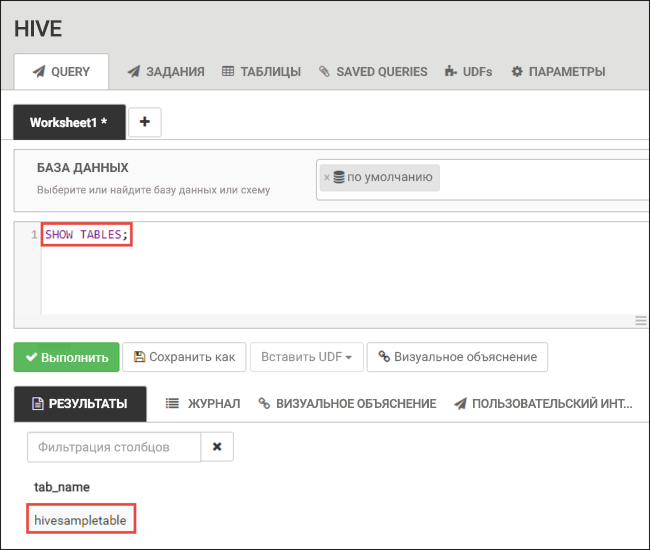 HIVE
QUERY ЗАДАНИЯ ТАБЛИЦЫ SAVED QUERIES UDFs ПАРАМЕТРЫ
Worksheet1 * +
БАЗА ДАННЫХ
Выберите или найдите базу данных или схему
× по умолчанию
1 SHOW TABLES;
Выполнить Сохранить как Вставить UDF Визуальное объяснение
РЕЗУЛЬТАТЫ ЖУРНАЛ ВИЗУАЛЬНОЕ ОБЪЯСНЕНИЕ ПОЛЬЗОВАТЕЛЬСКИЙ ИНТ...
Фильтрация столбцов
tab_name
hivesampletable